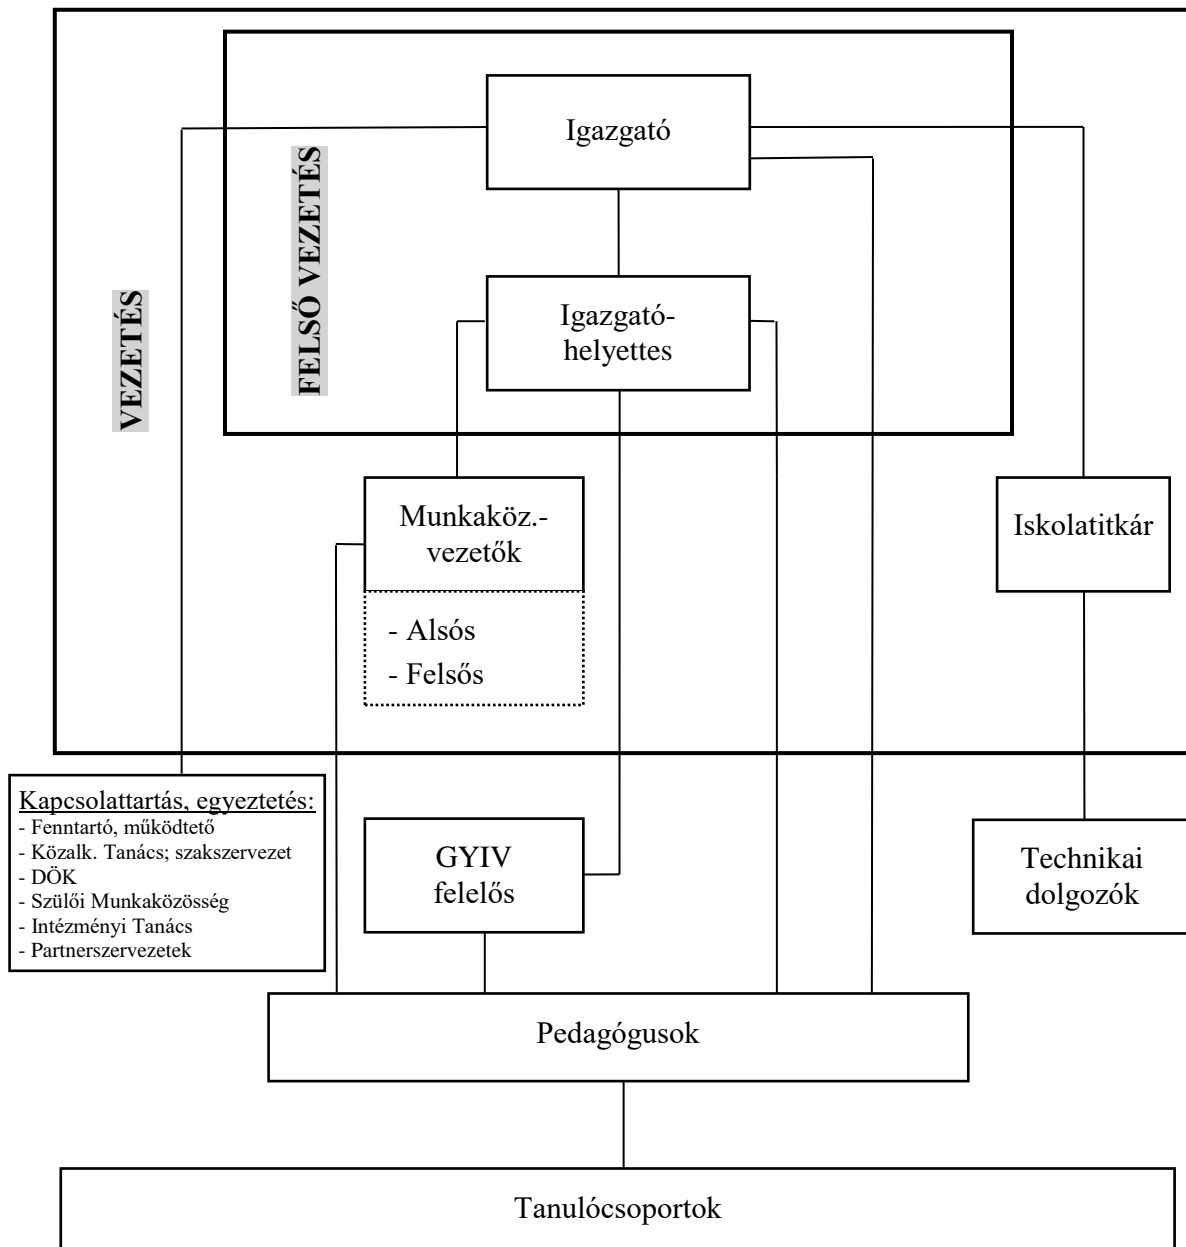 Igazgató
FELSŐ VEZETÉS
VEZETÉS
Igazgató-
helyettes
Munkaköz.-
vezetők
- Alsós
- Felsős
Iskolatitkár
Kapcsolattartás, egyeztetés:
- Fenntartó, működtető
- Közalk. Tanács; szakszervezet
- DÖK
- Szülői Munkaközösség
- Intézményi Tanács
- Partnerszervezetek
GYIV
felelős
Technikai
dolgozók
Pedagógusok
Tanulócsoportok